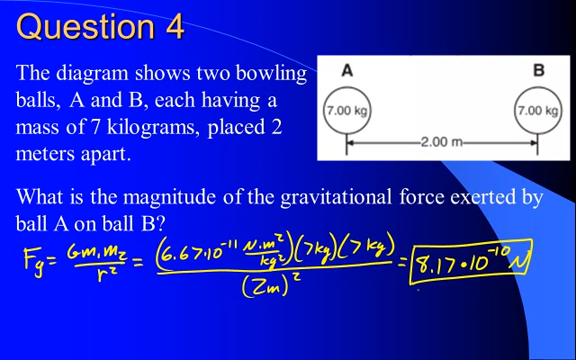 Question 4
The diagram shows two bowling
balls, A and B, each having a
mass of 7 kilograms, placed 2
meters apart.
A B
7.00 kg 7.00 kg
2.00 m
What is the magnitude of the gravitational force exerted by
ball A on ball B?
Fg = Gm₁m₂/r² = (6.67·10⁻¹¹ N·m²/kg²)(7kg)(7kg)/(2m)² = 8.17·10⁻¹⁰ N